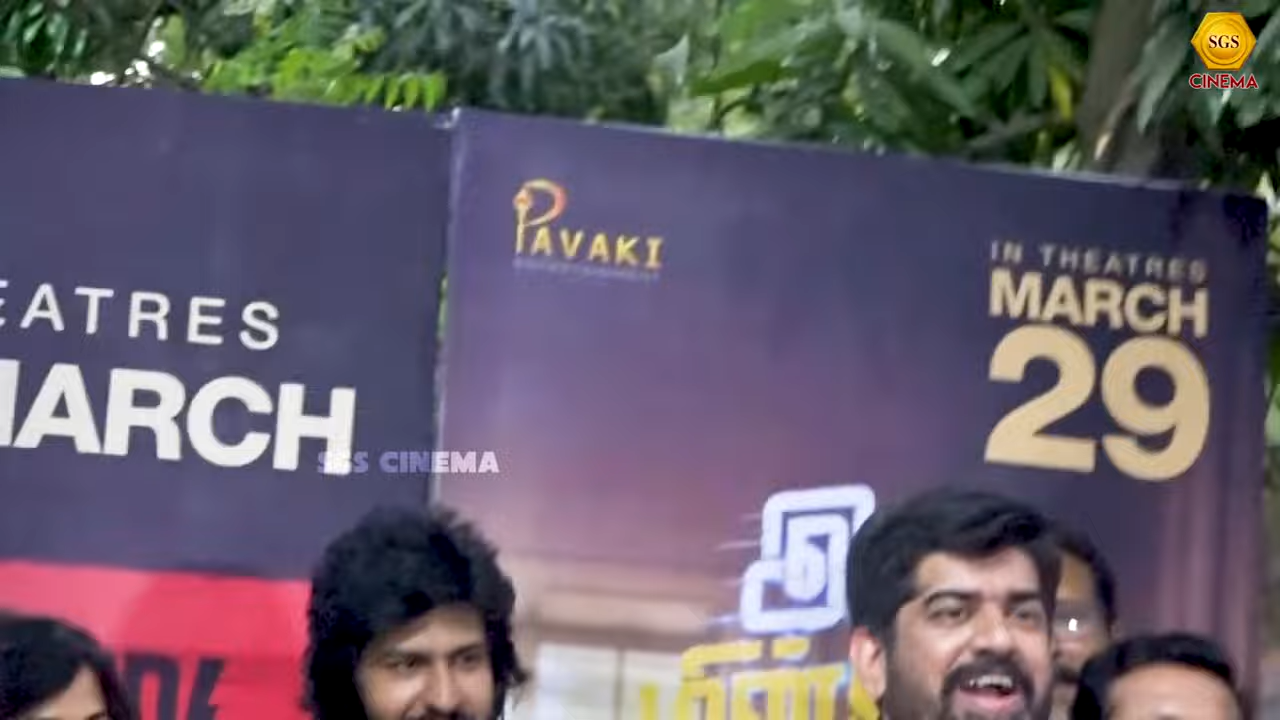 SGS
CINEMA
PAVAKI
IN THEATRES
MARCH
29
EATRES
MARCH
SGS CINEMA